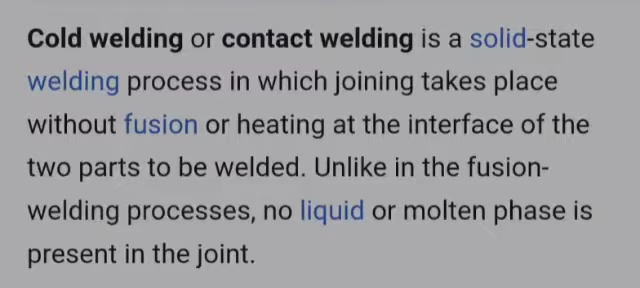 Cold welding or contact welding is a solid-state
welding process in which joining takes place
without fusion or heating at the interface of the
two parts to be welded. Unlike in the fusion-
welding processes, no liquid or molten phase is
present in the joint.